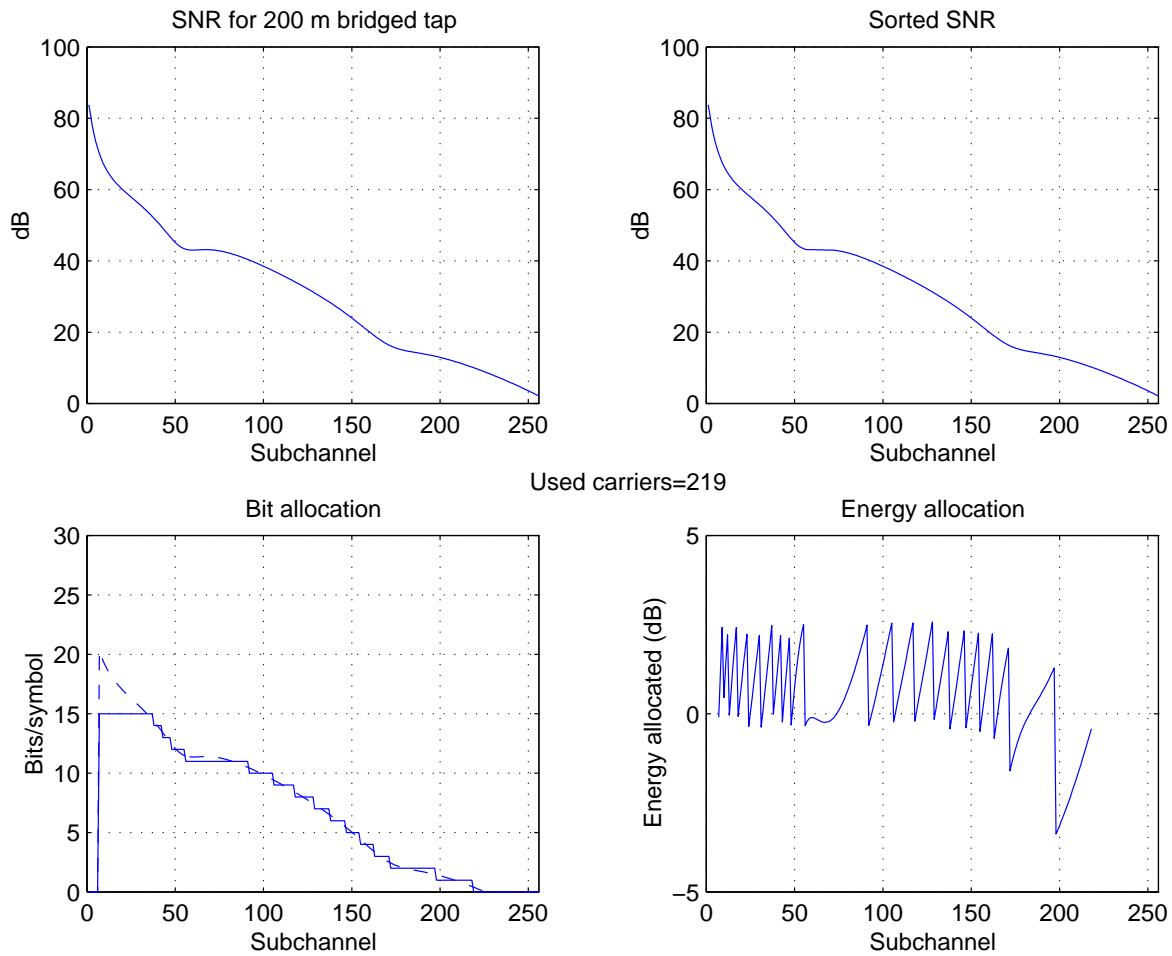 SNR for 200 m bridged tap
100
80
60
40
20
0
dB
0 50 100 150 200 250
Subchannel
Sorted SNR
100
80
60
40
20
0
dB
0 50 100 150 200 250
Subchannel
Used carriers=219
Bit allocation
30
25
20
15
10
5
0
Bits/symbol
0 50 100 150 200 250
Subchannel
Energy allocation
5
0
−5
Energy allocated (dB)
0 50 100 150 200 250
Subchannel